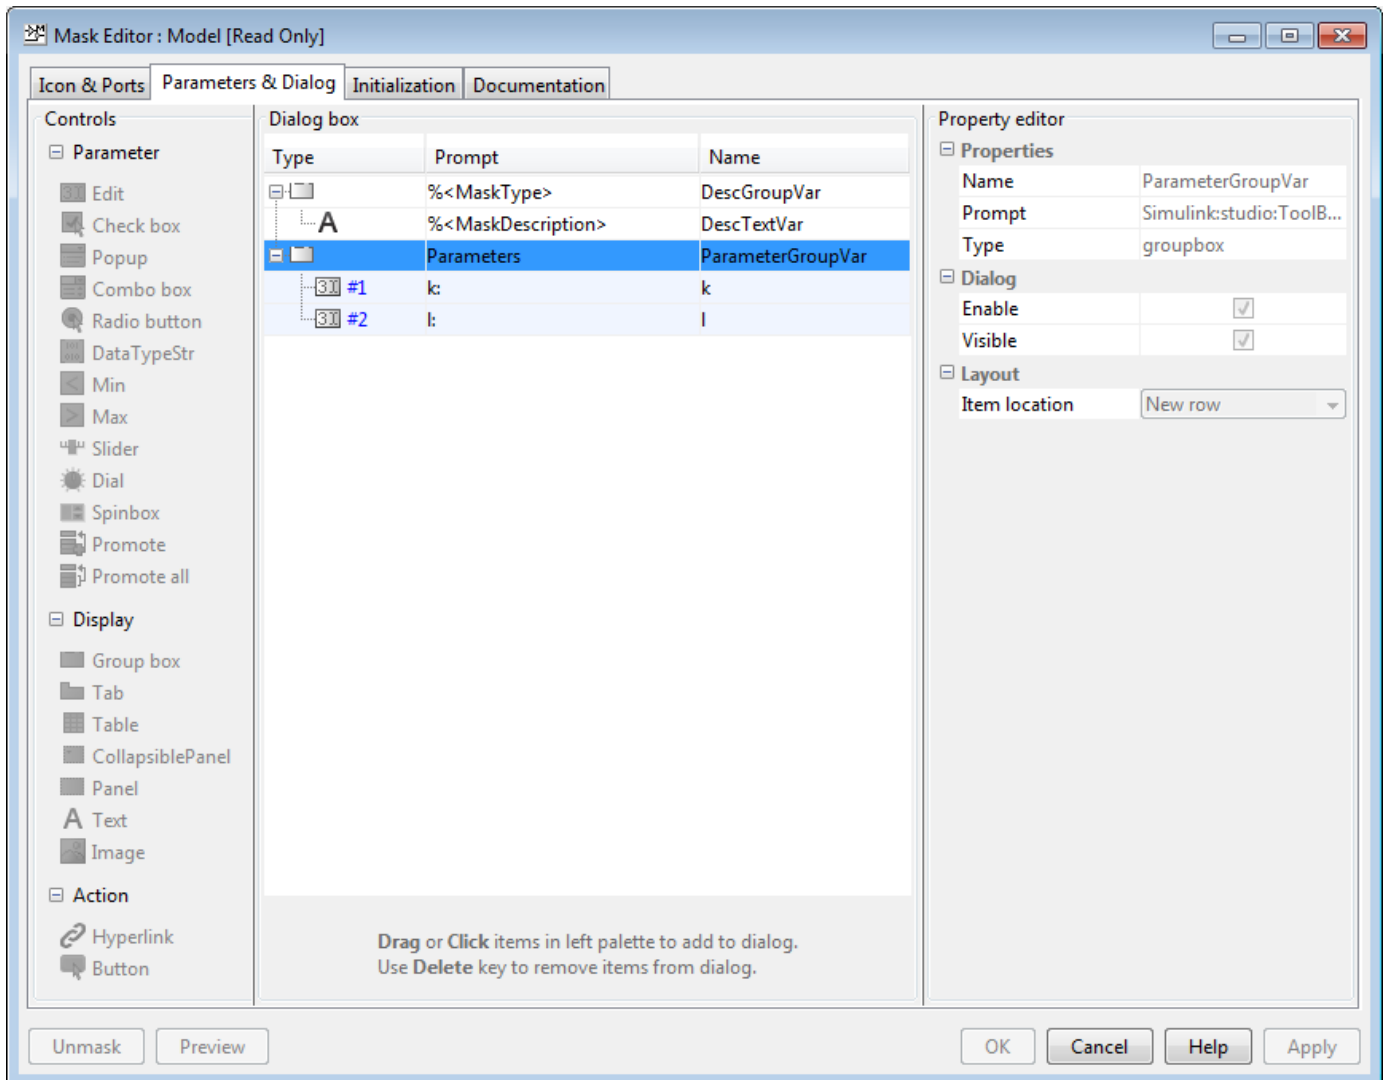 Mask Editor : Model [Read Only]
Icon & Ports Parameters & Dialog Initialization Documentation
Controls
Parameter
Edit
Check box
Popup
Combo box
Radio button
DataTypeStr
Min
Max
Slider
Dial
Spinbox
Promote
Promote all
Display
Group box
Tab
Table
CollapsiblePanel
Panel
A Text
Image
Action
Hyperlink
Button
Dialog box
Type Prompt Name
%<MaskType> DescGroupVar
A %<MaskDescription> DescTextVar
Parameters ParameterGroupVar
#1 k: k
#2 l: l
Drag or Click items in left palette to add to dialog.
Use Delete key to remove items from dialog.
Property editor
Properties
Name ParameterGroupVar
Prompt Simulink:studio:ToolB...
Type groupbox
Dialog
Enable
Visible
Layout
Item location New row
Unmask Preview OK Cancel Help Apply